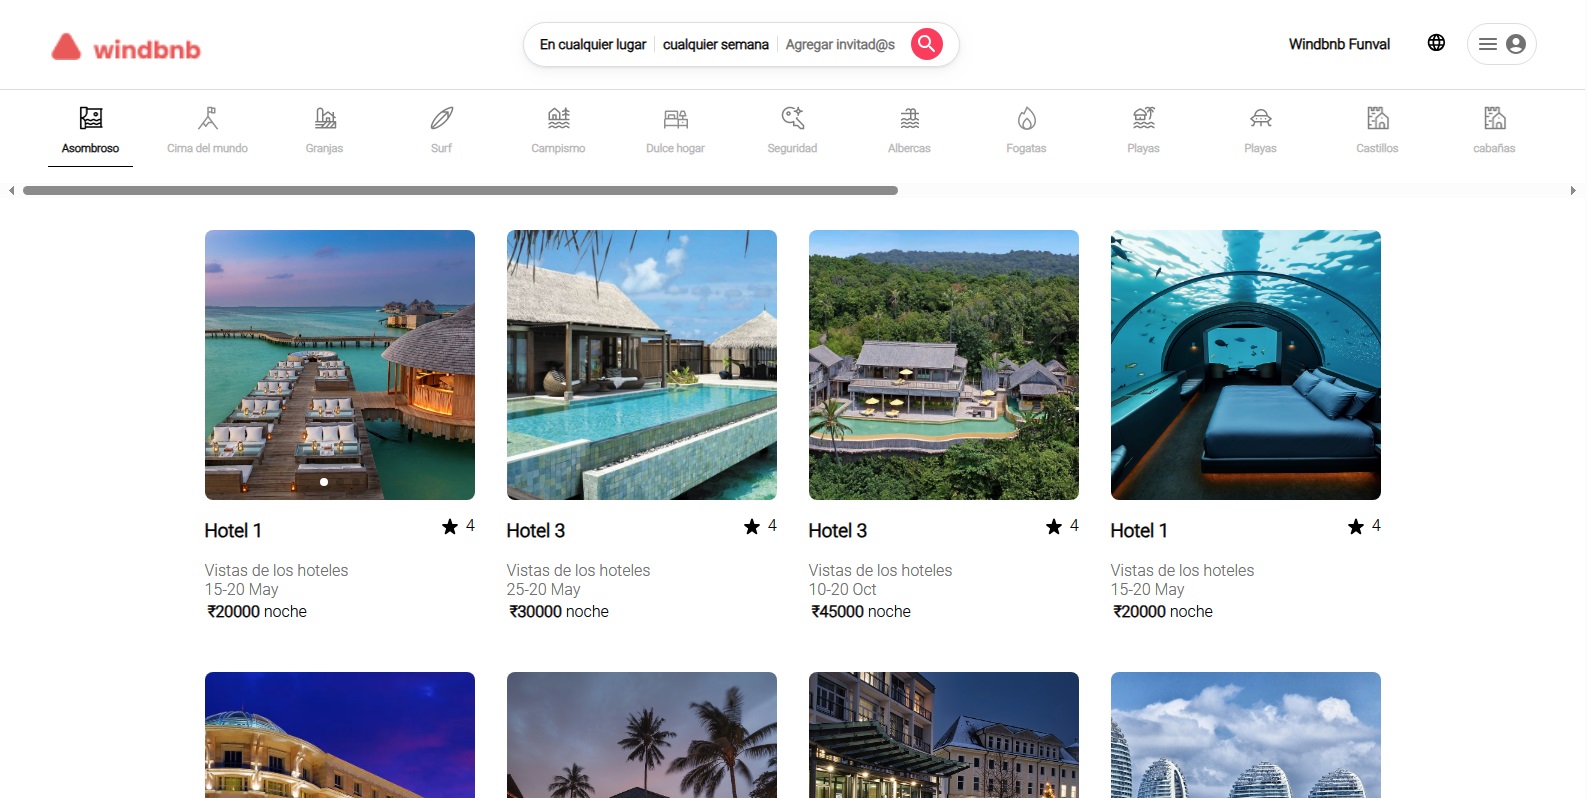 windbnb
En cualquier lugar cualquier semana Agregar invitad@s
Windbnb Funval
Asombroso
Cima del mundo
Granjas
Surf
Campismo
Dulce hogar
Seguridad
Albercas
Fogatas
Playas
Playas
Castillos
cabañas
Hotel 1 4
Vistas de los hoteles
15-20 May
₹20000 noche
Hotel 3 4
Vistas de los hoteles
25-20 May
₹30000 noche
Hotel 3 4
Vistas de los hoteles
10-20 Oct
₹45000 noche
Hotel 1 4
Vistas de los hoteles
15-20 May
₹20000 noche